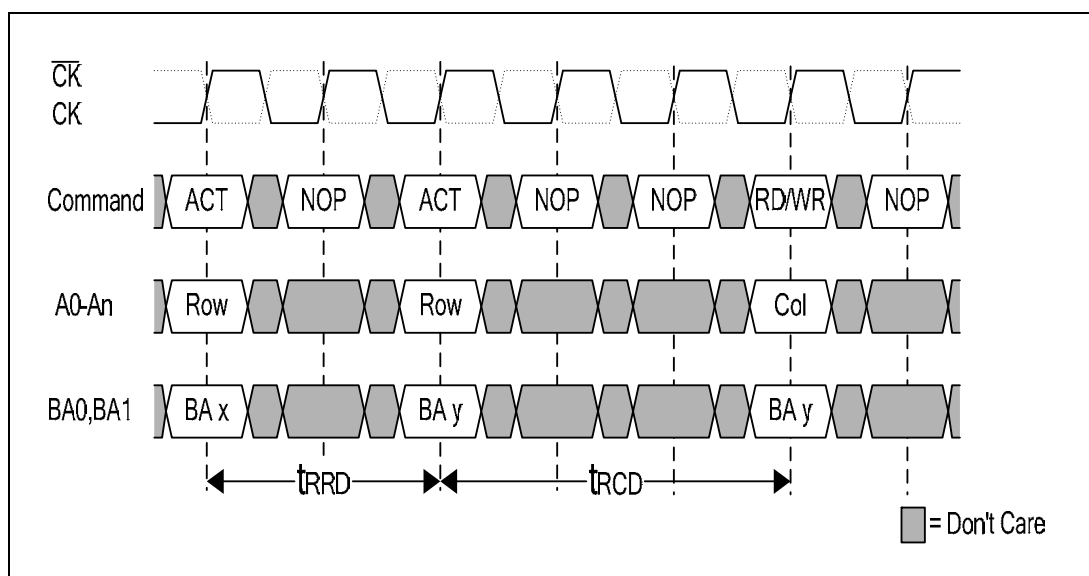 CK
CK
Command ACT NOP ACT NOP NOP RD/WR NOP
A0-An Row Row Col
BA0,BA1 BA x BA y BA y
tRRD tRCD
= Don't Care